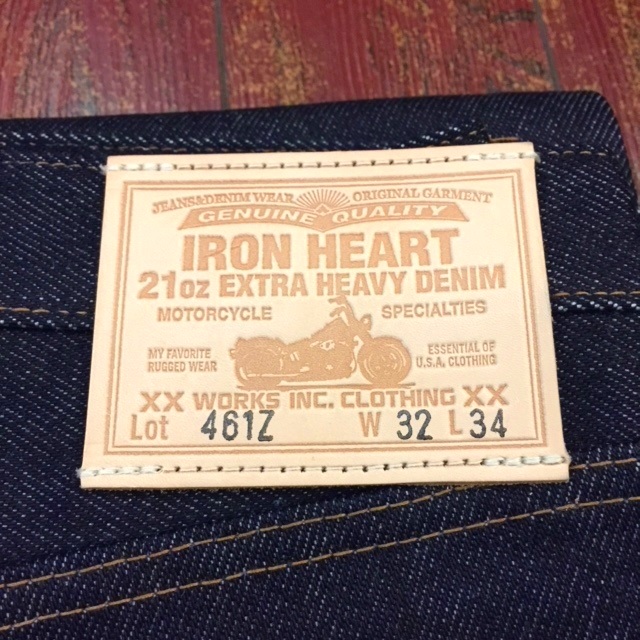 JEANS&DENIM WEAR ORIGINAL GARMENT
GENUINE QUALITY
IRON HEART
21oz EXTRA HEAVY DENIM
MOTORCYCLE SPECIALTIES
MY FAVORITE
RUGGED WEAR
ESSENTIAL OF
U.S.A. CLOTHING
XX WORKS INC. CLOTHING XX
Lot 461Z W 32 L 34